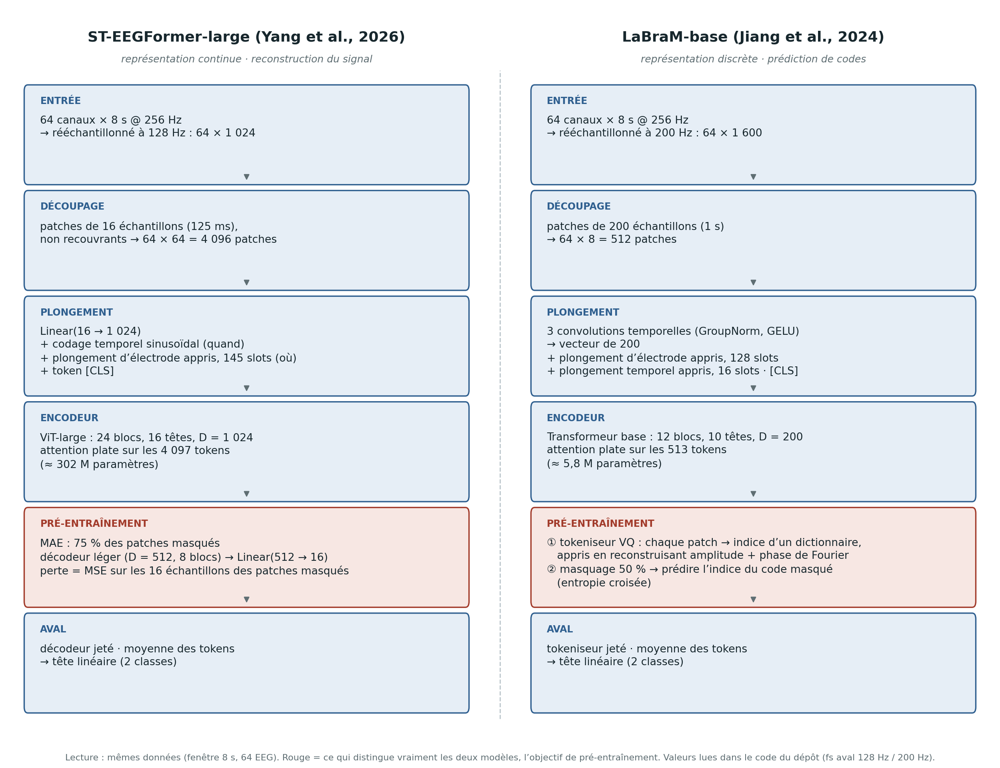 ST-EEGFormer-large (Yang et al., 2026)
représentation continue · reconstruction du signal
ENTRÉE
64 canaux × 8 s @ 256 Hz
→ rééchantillonné à 128 Hz : 64 × 1 024
DÉCOUPAGE
patches de 16 échantillons (125 ms),
non recouvrants → 64 × 64 = 4 096 patches
PLONGEMENT
Linear(16 → 1 024)
+ codage temporel sinusoïdal (quand)
+ plongement d’électrode appris, 145 slots (où)
+ token [CLS]
ENCODEUR
ViT-large : 24 blocs, 16 têtes, D = 1 024
attention plate sur les 4 097 tokens
(≈ 302 M paramètres)
PRÉ-ENTRAÎNEMENT
MAE : 75 % des patches masqués
décodeur léger (D = 512, 8 blocs) → Linear(512 → 16)
perte = MSE sur les 16 échantillons des patches masqués
AVAL
décodeur jeté · moyenne des tokens
→ tête linéaire (2 classes)
LaBraM-base (Jiang et al., 2024)
représentation discrète · prédiction de codes
ENTRÉE
64 canaux × 8 s @ 256 Hz
→ rééchantillonné à 200 Hz : 64 × 1 600
DÉCOUPAGE
patches de 200 échantillons (1 s)
→ 64 × 8 = 512 patches
PLONGEMENT
3 convolutions temporelles (GroupNorm, GELU)
→ vecteur de 200
+ plongement d’électrode appris, 128 slots
+ plongement temporel appris, 16 slots · [CLS]
ENCODEUR
Transformeur base : 12 blocs, 10 têtes, D = 200
attention plate sur les 513 tokens
(≈ 5,8 M paramètres)
PRÉ-ENTRAÎNEMENT
① tokeniseur VQ : chaque patch → indice d’un dictionnaire,
appris en reconstruisant amplitude + phase de Fourier
② masquage 50 % → prédire l’indice du code masqué
(entropie croisée)
AVAL
tokeniseur jeté · moyenne des tokens
→ tête linéaire (2 classes)
Lecture : mêmes données (fenêtre 8 s, 64 EEG). Rouge = ce qui distingue vraiment les deux modèles, l’objectif de pré-entraînement. Valeurs lues dans le code du dépôt (fs aval 128 Hz / 200 Hz).